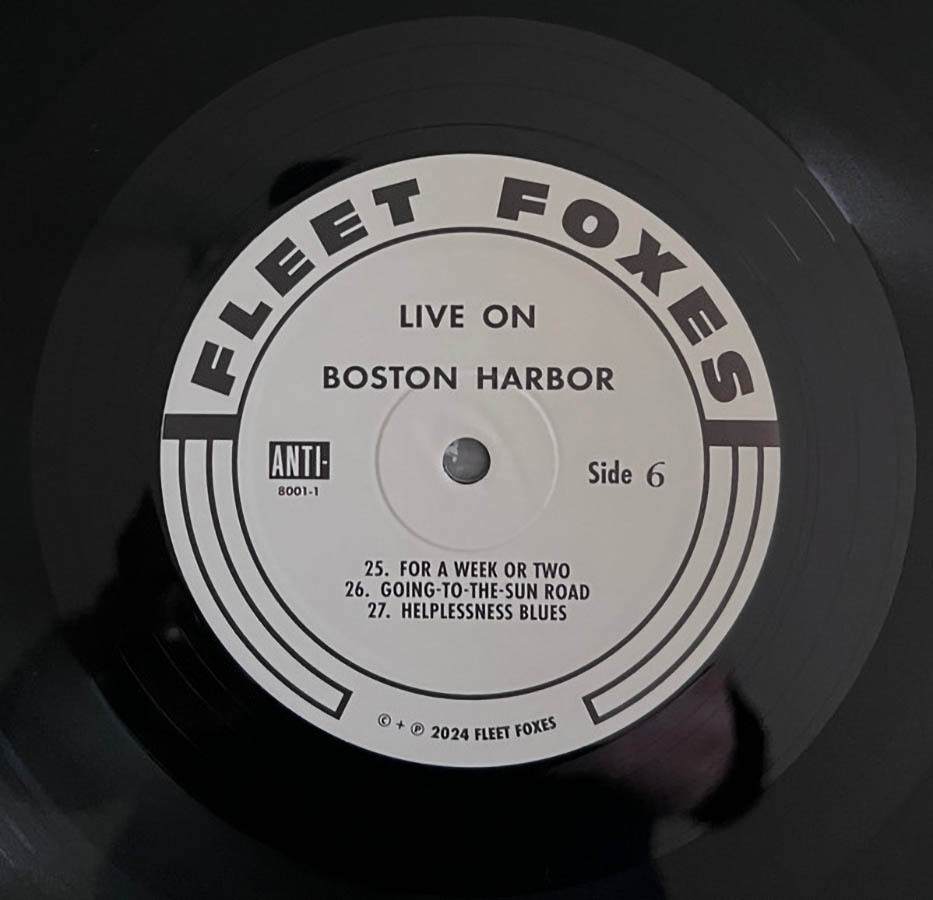 FLEET FOXES
LIVE ON
BOSTON HARBOR
ANTI-
8001-1
Side 6
25. FOR A WEEK OR TWO
26. GOING-TO-THE-SUN ROAD
27. HELPLESSNESS BLUES
© + ℗ 2024 FLEET FOXES